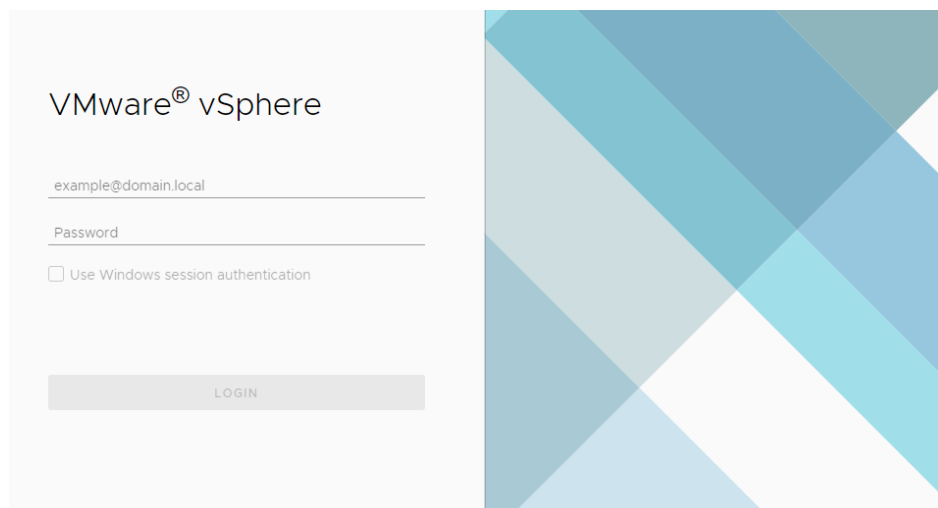 VMware® vSphere
example@domain.local
Password
Use Windows session authentication
LOGIN